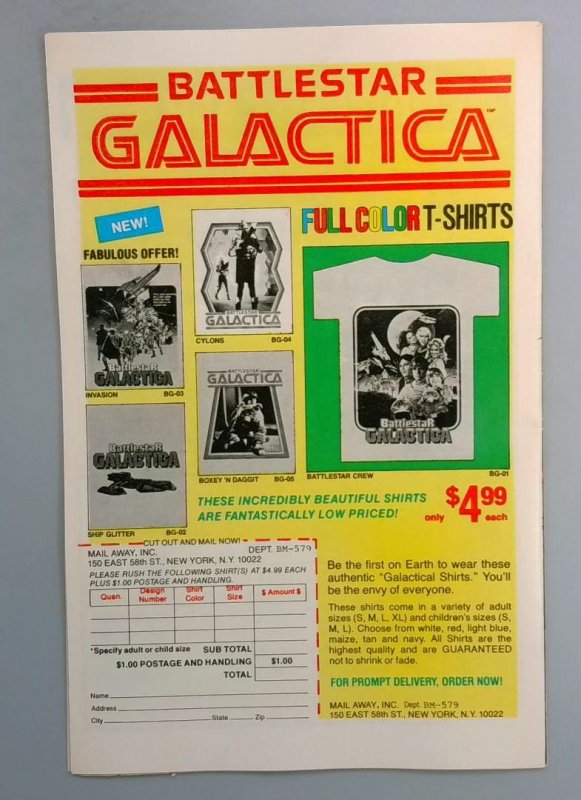 BATTLESTAR
GALACTICA™
NEW!
FABULOUS OFFER!
FULL COLOR T-SHIRTS
Battlestar
GALACTICA
INVASION BG-03
BATTLESTAR
GALACTICA
CYLONS BG-04
Battlestar
GALACTICA
SHIP GLITTER BG-02
BATTLESTAR
GALACTICA
BOXEY 'N DAGGIT BG-05
Battlestar
GALACTICA
BATTLESTAR CREW BG-01
THESE INCREDIBLY BEAUTIFUL SHIRTS
ARE FANTASTICALLY LOW PRICED!
only $4.99 each
CUT OUT AND MAIL NOW!
MAIL AWAY, INC. DEPT. BM-579
150 EAST 58th ST., NEW YORK, N.Y. 10022
PLEASE RUSH THE FOLLOWING SHIRT(S) AT $4.99 EACH
PLUS $1.00 POSTAGE AND HANDLING.
Quan. Design Number Shirt Color Shirt Size $ Amount $
*Specify adult or child size SUB TOTAL
$1.00 POSTAGE AND HANDLING $1.00
TOTAL
Name
Address
City State Zip
Be the first on Earth to wear these
authentic "Galactical Shirts." You'll
be the envy of everyone.
These shirts come in a variety of adult
sizes (S, M, L, XL) and children's sizes (S,
M, L). Choose from white, red, light blue,
maize, tan and navy. All Shirts are the
highest quality and are GUARANTEED
not to shrink or fade.
FOR PROMPT DELIVERY, ORDER NOW!
MAIL AWAY, INC. Dept. BM-579
150 EAST 58th ST., NEW YORK, N.Y. 10022